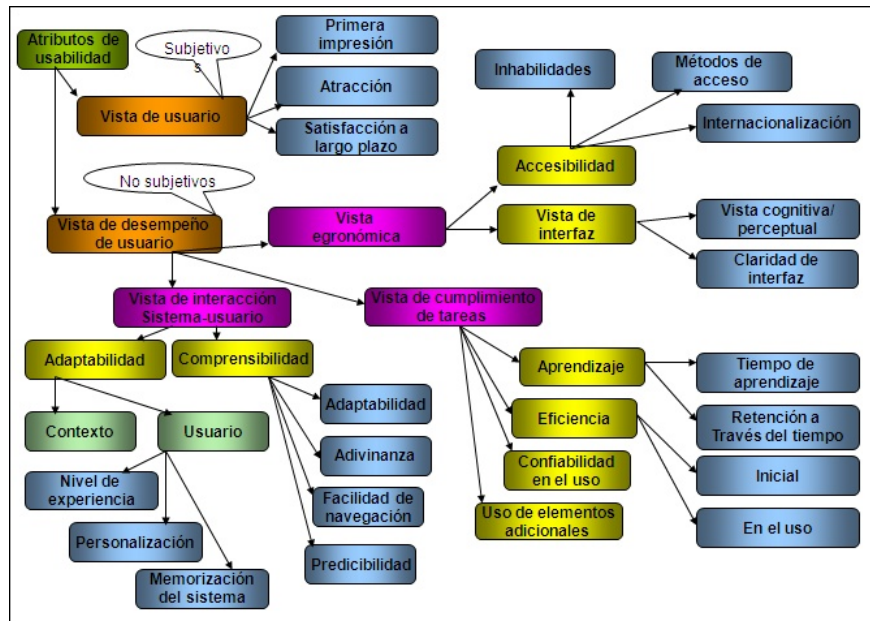 Atributos de
usabilidad
Subjetivo
s
Primera
impresión
Vista de usuario
Atracción
Satisfacción a
largo plazo
Inhabilidades
Métodos de
acceso
Internacionalización
Accesibilidad
No subjetivos
Vista de desempeño
de usuario
Vista
egronómica
Vista de
interfaz
Vista cognitiva/
perceptual
Claridad de
interfaz
Vista de interacción
Sistema-usuario
Vista de cumplimiento
de tareas
Adaptabilidad
Comprensibilidad
Contexto
Usuario
Nivel de
experiencia
Personalización
Memorización
del sistema
Adaptabilidad
Adivinanza
Facilidad de
navegación
Predicibilidad
Aprendizaje
Tiempo de
aprendizaje
Retención a
Través del tiempo
Eficiencia
Inicial
En el uso
Confiabilidad
en el uso
Uso de elementos
adicionales